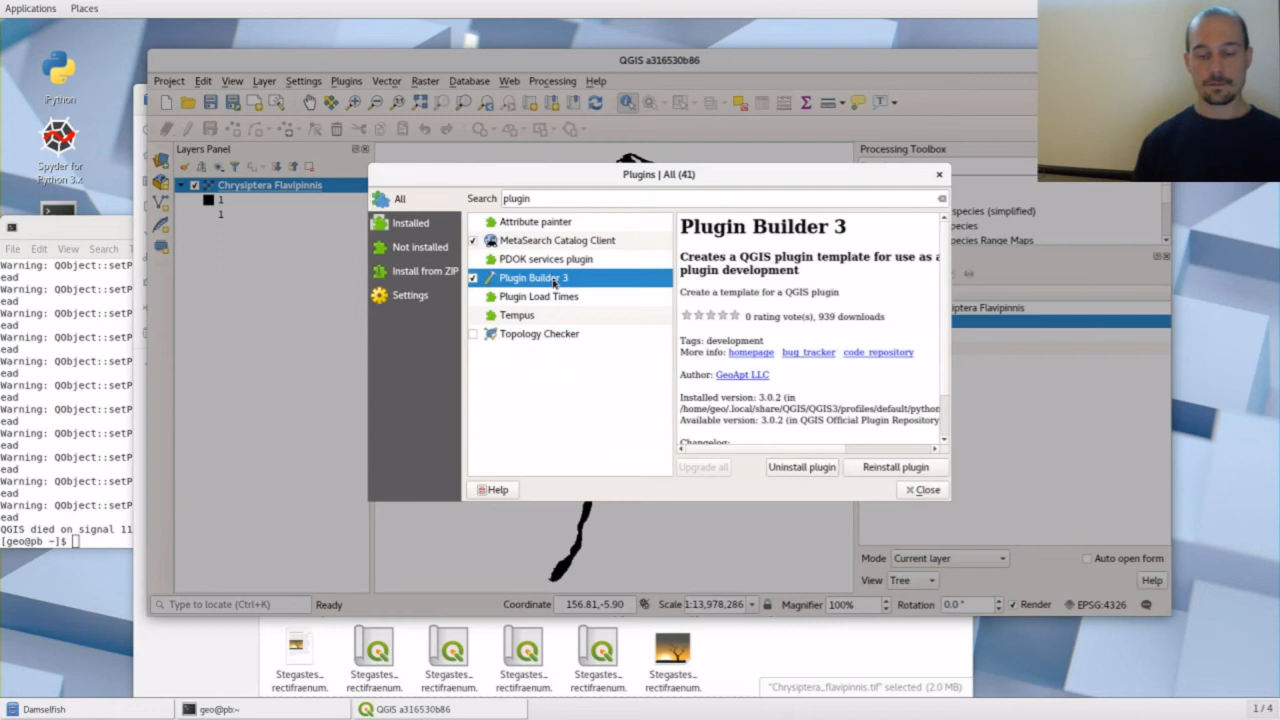 Applications Places
iPython
Spyder for
Python 3.x
QGIS a316530b86
Project Edit View Layer Settings Plugins Vector Raster Database Web Processing Help
Layers Panel
Chrysiptera Flavipinnis
1
1
Processing Toolbox
species (simplified)
species
species Range Maps
ysiptera Flavipinnis
File Edit View Search T
Warning: QObject::setP
ead
Warning: QObject::setP
ead
Warning: QObject::setP
ead
Warning: QObject::setP
ead
Warning: QObject::setP
ead
Warning: QObject::setP
ead
Warning: QObject::setP
ead
Warning: QObject::setP
ead
Warning: QObject::setP
ead
Warning: QObject::setP
ead
Warning: QObject::setP
ead
QGIS died on signal 11
[geo@pb ~]$
Plugins | All (41)
All
Installed
Not installed
Install from ZIP
Settings
Search plugin
Attribute painter
MetaSearch Catalog Client
PDOK services plugin
Plugin Builder 3
Plugin Load Times
Tempus
Topology Checker
Plugin Builder 3
Creates a QGIS plugin template for use as a
plugin development
Create a template for a QGIS plugin
0 rating vote(s), 939 downloads
Tags: development
More info: homepage bug_tracker code_repository
Author: GeoApt LLC
Installed version: 3.0.2 (in
/home/geo/.local/share/QGIS/QGIS3/profiles/default/python
Available version: 3.0.2 (in QGIS Official Plugin Repository
Changelog:
Upgrade all Uninstall plugin Reinstall plugin
Help Close
Mode Current layer Auto open form
View Tree Help
Type to locate (Ctrl+K) Ready Coordinate 156.81,-5.90 Scale 1:13,978,286 Magnifier 100% Rotation 0.0 ° Render EPSG:4326
Stegastes_ Stegastes_ Stegastes_ Stegastes_ Stegastes_ Stegastes_
rectifraenum. rectifraenum. rectifraenum. rectifraenum. rectifraenum. rectifraenum.
"Chrysiptera_flavipinnis.tif" selected (2.0 MB)
Damselfish geo@pb:~ QGIS a316530b86 1 / 4